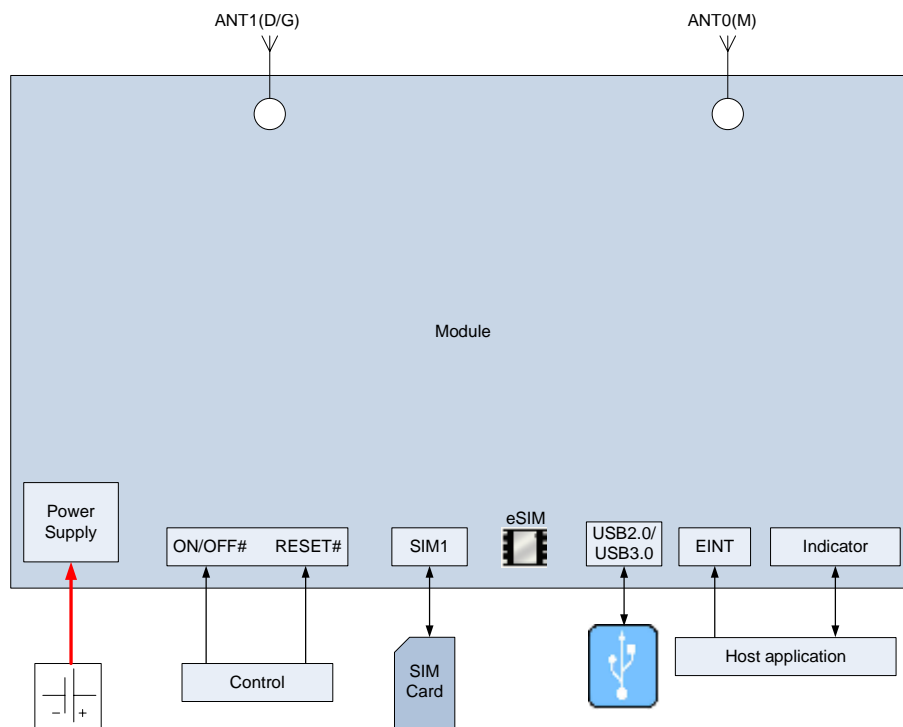 ANT1(D/G)
ANT0(M)
Module
Power
Supply
ON/OFF#
RESET#
SIM1
eSIM
USB2.0/
USB3.0
EINT
Indicator
Control
SIM
Card
Host application
− +